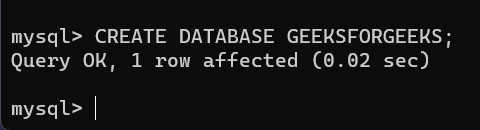 mysql> CREATE DATABASE GEEKSFORGEEKS;
Query OK, 1 row affected (0.02 sec)
mysql>